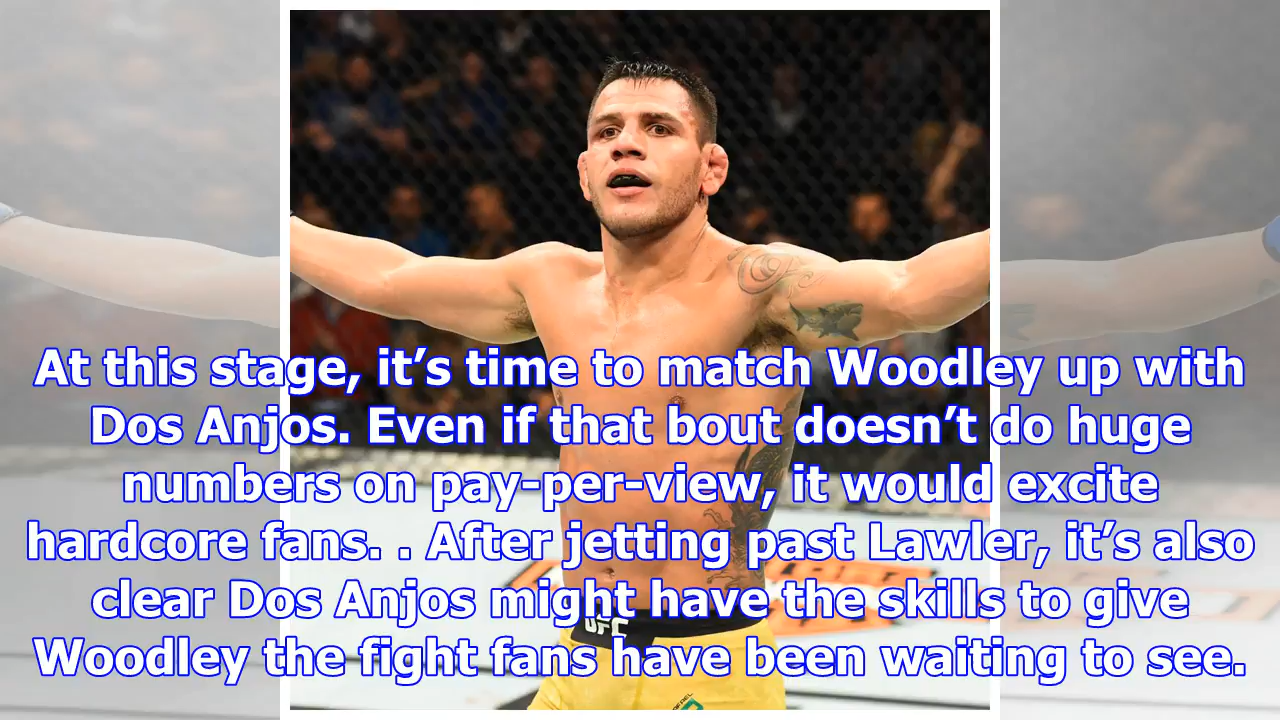 At this stage, it’s time to match Woodley up with
Dos Anjos. Even if that bout doesn’t do huge
numbers on pay-per-view, it would excite
hardcore fans. . After jetting past Lawler, it’s also
clear Dos Anjos might have the skills to give
UFC
Woodley the fight fans have been waiting to see.